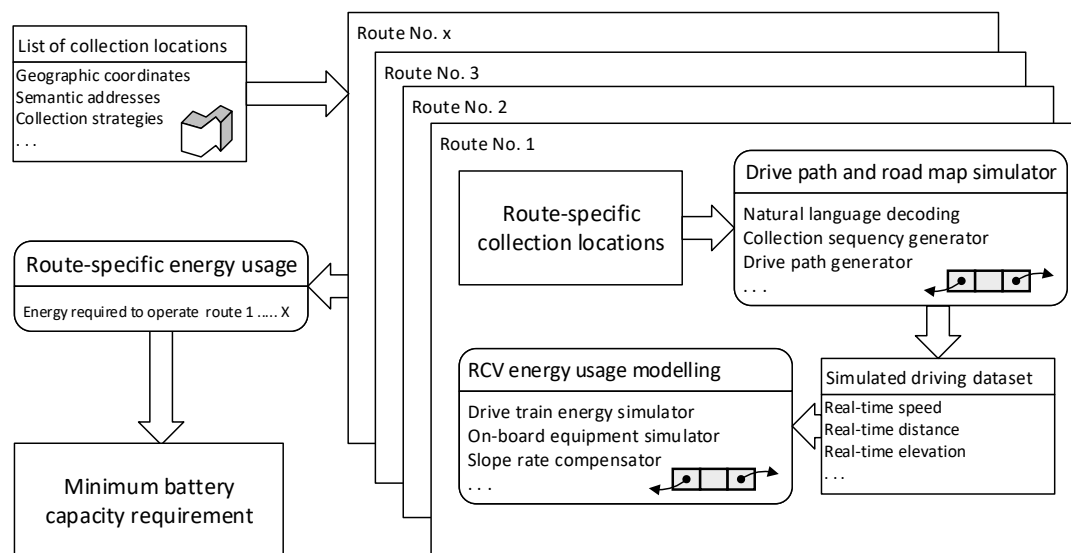 List of collection locations
Geographic coordinates
Semantic addresses
Collection strategies
. . .
Route No. x
Route No. 3
Route No. 2
Route No. 1
Route-specific
collection locations
Drive path and road map simulator
Natural language decoding
Collection sequency generator
Drive path generator
. . .
Simulated driving dataset
Real-time speed
Real-time distance
Real-time elevation
. . .
RCV energy usage modelling
Drive train energy simulator
On-board equipment simulator
Slope rate compensator
. . .
Route-specific energy usage
Energy required to operate route 1 ..... X
Minimum battery
capacity requirement